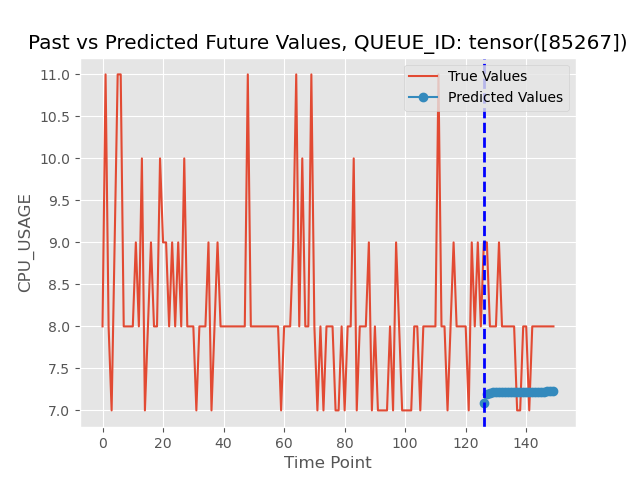 Past vs Predicted Future Values, QUEUE_ID: tensor([85267])
True Values
Predicted Values
CPU_USAGE
11.0
10.5
10.0
9.5
9.0
8.5
8.0
7.5
7.0
0 20 40 60 80 100 120 140
Time Point